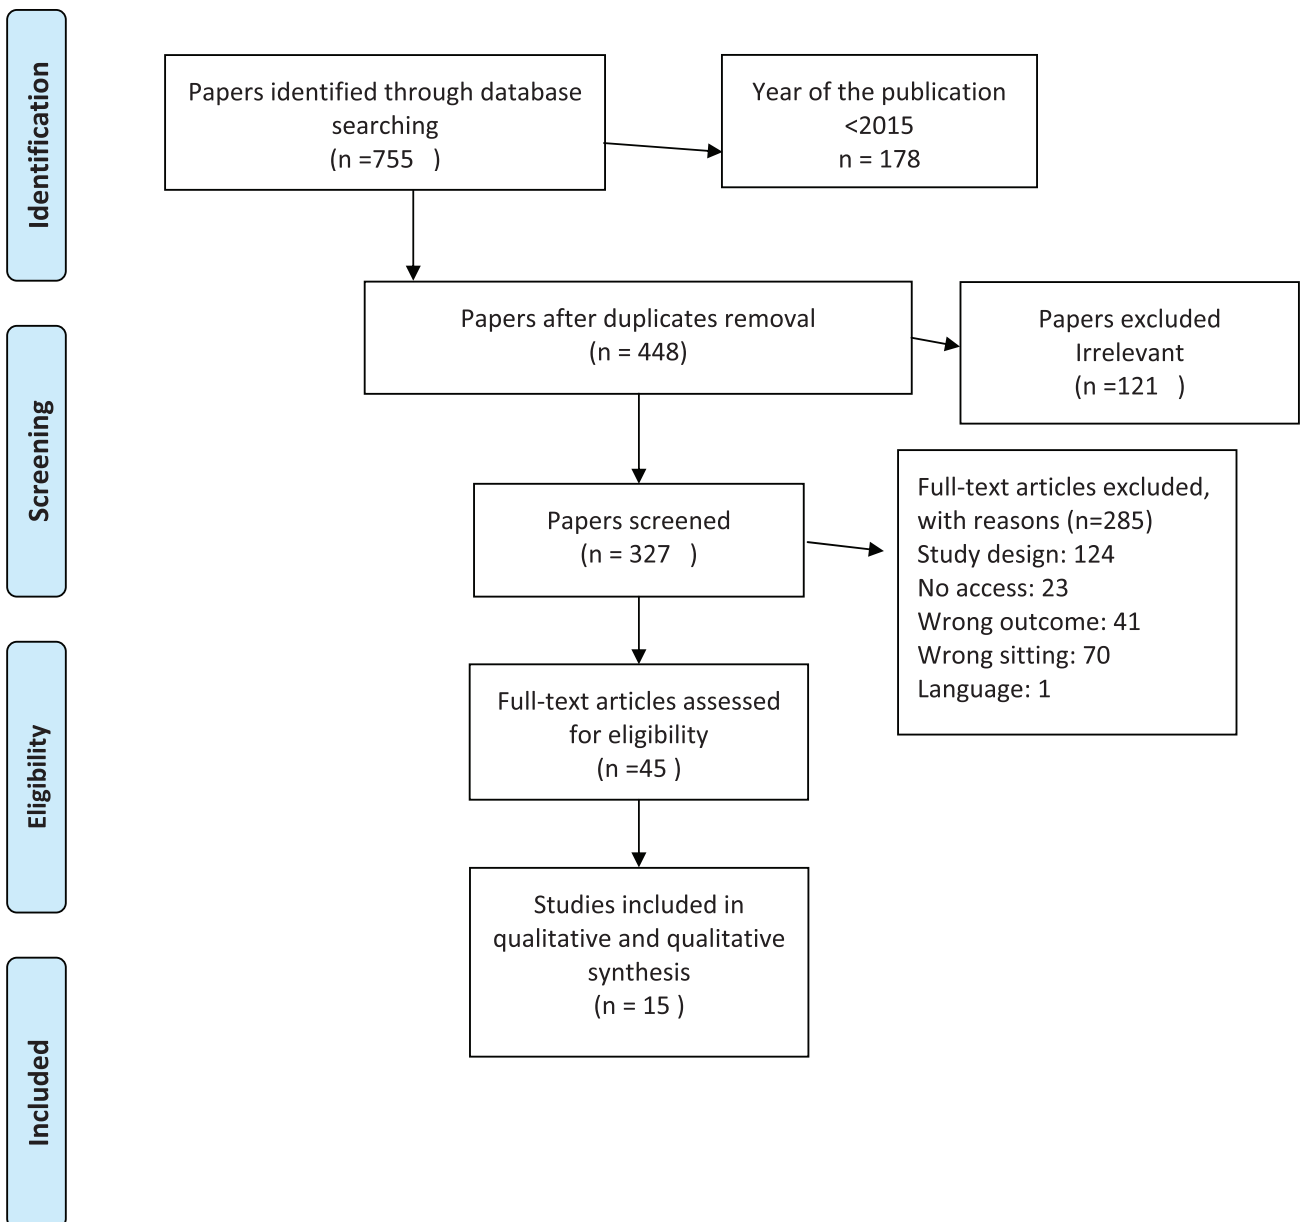 Identification
Papers identified through database
searching
(n =755   )
Year of the publication
<2015
n = 178
Papers after duplicates removal
(n = 448)
Papers excluded
Irrelevant
(n =121   )
Screening
Papers screened
(n = 327   )
Full-text articles excluded,
with reasons (n=285)
Study design: 124
No access: 23
Wrong outcome: 41
Wrong sitting: 70
Language: 1
Eligibility
Full-text articles assessed
for eligibility
(n =45 )
Included
Studies included in
qualitative and qualitative
synthesis
(n = 15 )